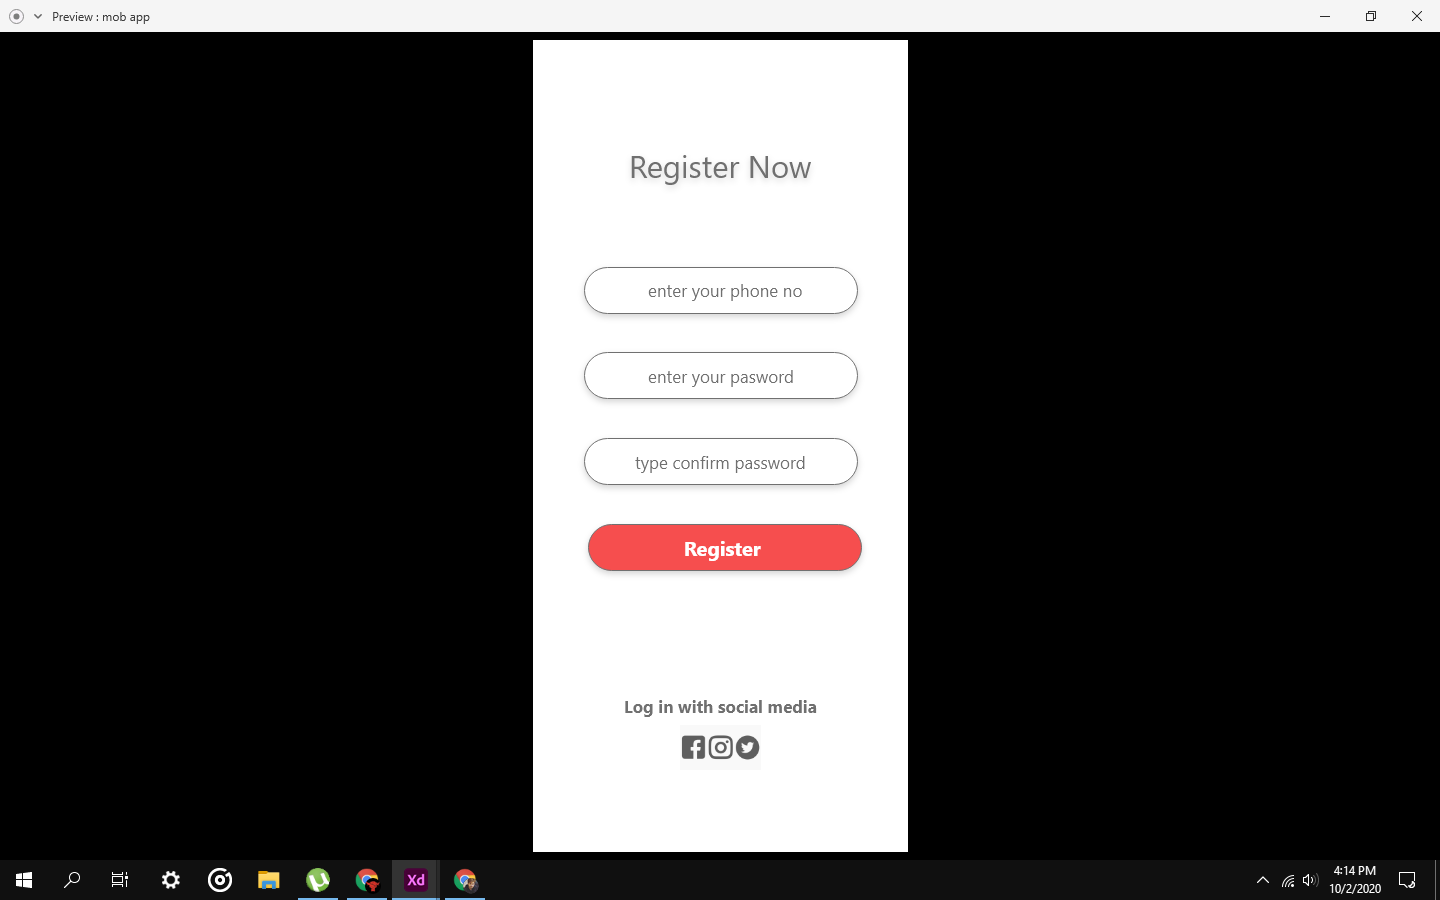 Preview : mob app
Register Now
enter your phone no
enter your pasword
type confirm password
Register
Log in with social media
Xd
4:14 PM
10/2/2020